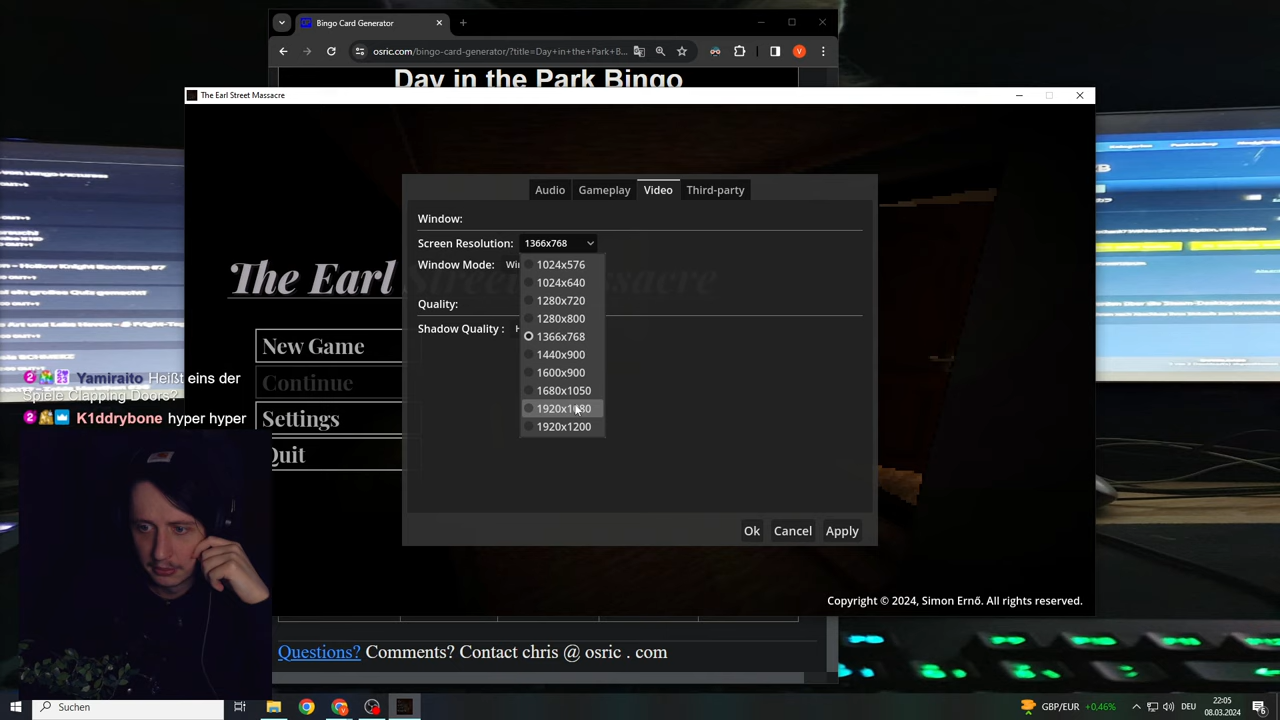 Bingo Card Generator
osric.com/bingo-card-generator/?title=Day+in+the+Park+B...
Day in the Park Bingo
The Earl Street Massacre
Audio
Gameplay
Video
Third-party
Window:
Screen Resolution: 1366x768
Window Mode: Wi
1024x576
1024x640
1280x720
1280x800
1366x768
1440x900
1600x900
1680x1050
1920x1080
1920x1200
Quality:
Shadow Quality : H
The Earl Street Massacre
New Game
Continue
Settings
Quit
Yamiraito Heißt eins der
Spiele Clapping Doors?
K1ddrybone hyper hyper
Ok Cancel Apply
Copyright © 2024, Simon Ernő. All rights reserved.
Questions? Comments? Contact chris @ osric . com
Suchen
GBP/EUR +0,46%
DEU
22:05
08.03.2024